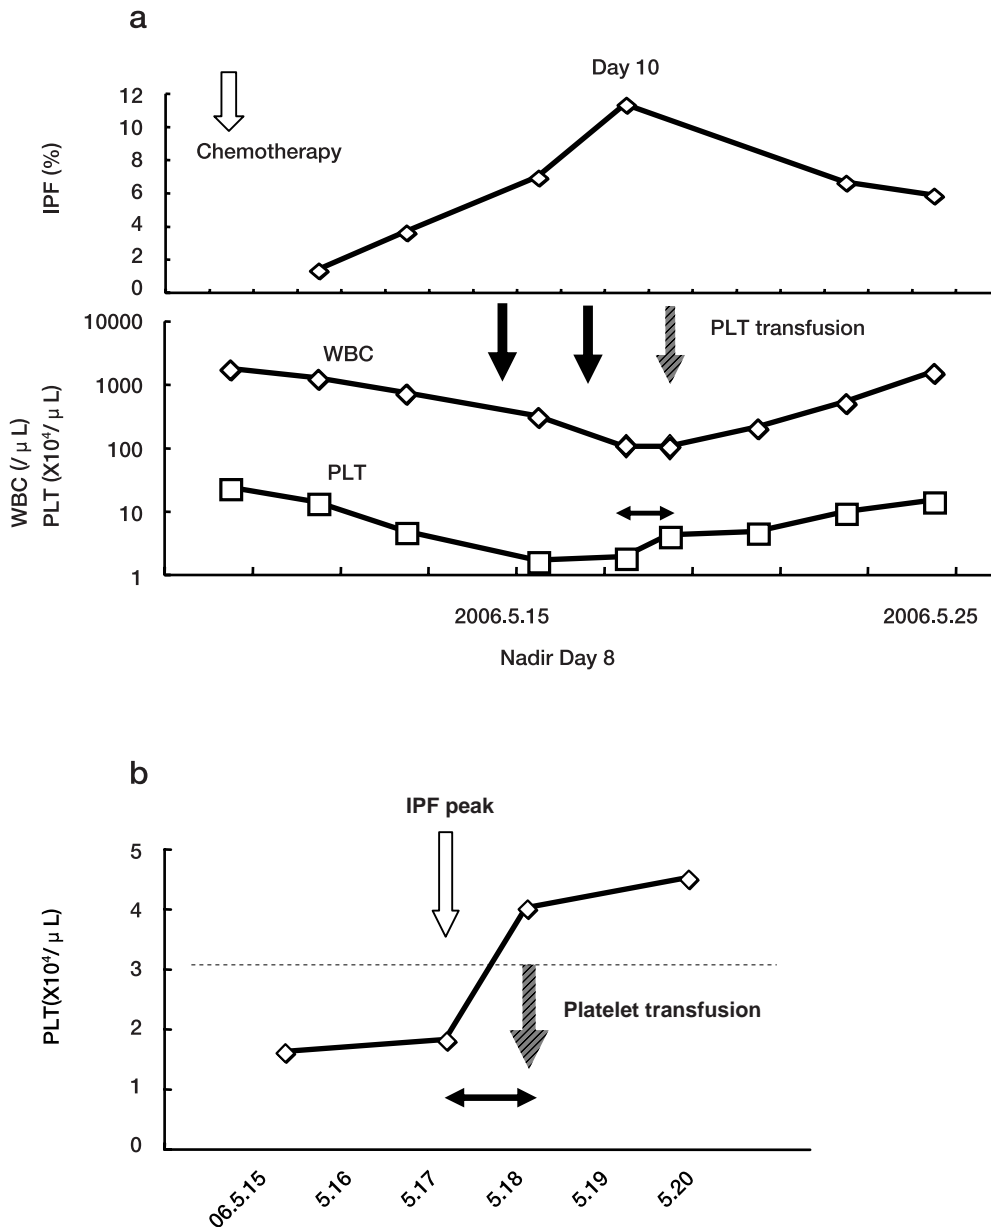 a
Day 10
12
10
8
6
4
2
0
IPF (%)
Chemotherapy
10000
1000
100
10
1
WBC (/ μ L)
PLT (X10⁴/ μ L)
WBC
PLT
PLT transfusion
2006.5.15
2006.5.25
Nadir Day 8
b
IPF peak
5
4
3
2
1
0
PLT(X10⁴/ μ L)
Platelet transfusion
06.5.15
5.16
5.17
5.18
5.19
5.20